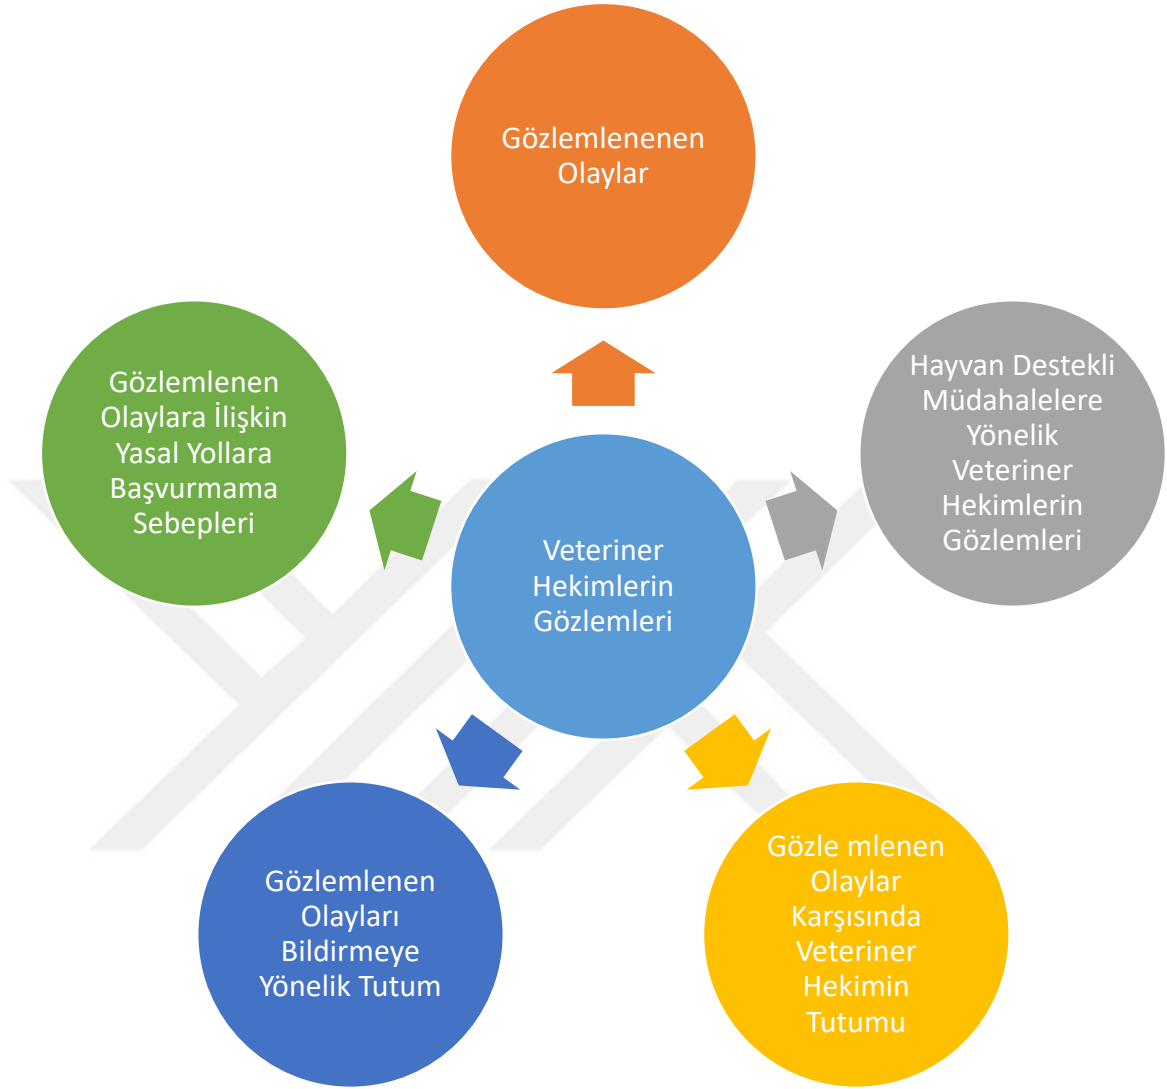 Gözlemlenenen
Olaylar
Gözlemlenen
Olaylara İlişkin
Yasal Yollara
Başvurmama
Sebepleri
Hayvan Destekli
Müdahalelere
Yönelik
Veteriner
Hekimlerin
Gözlemleri
Veteriner
Hekimlerin
Gözlemleri
Gözlemlenen
Olayları
Bildirmeye
Yönelik Tutum
Gözle mlenen
Olaylar
Karşısında
Veteriner
Hekimin
Tutumu